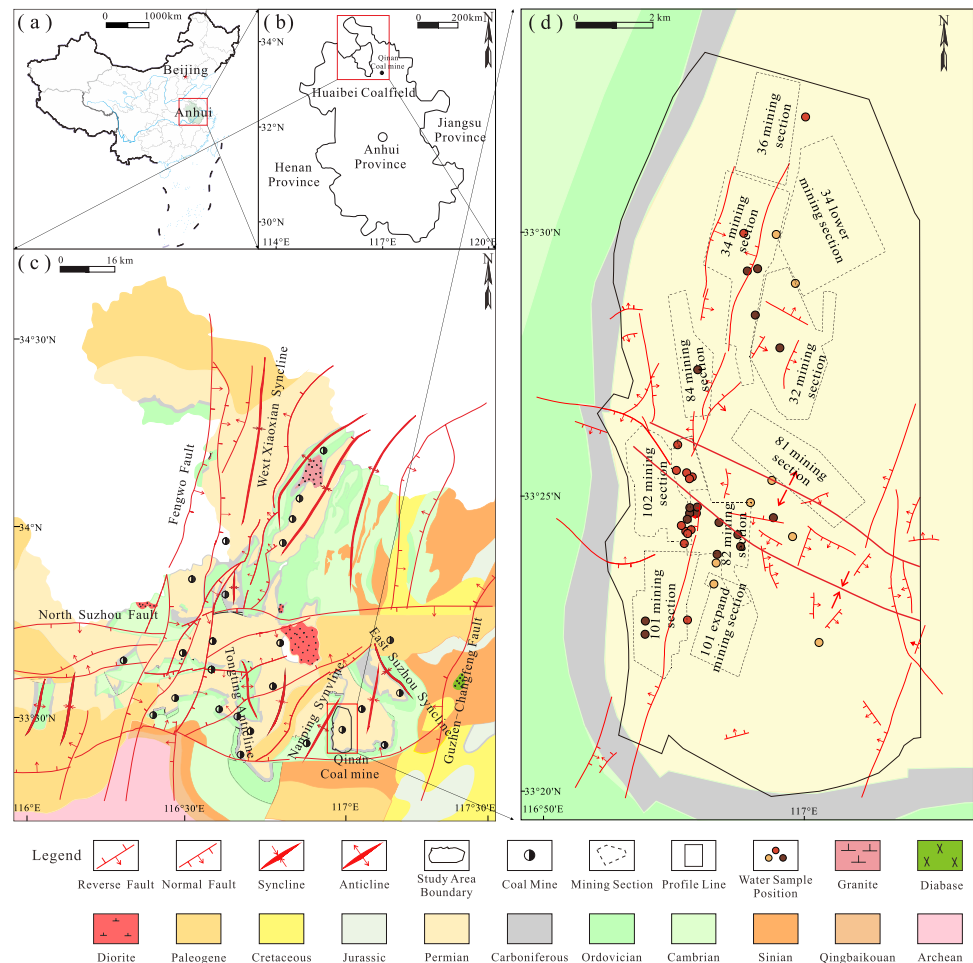 (a)
1000km
Beijing
Anhui
(b)
200km
N
34°N
32°N
30°N
Qinan
Coal mine
Huaibei Coalfield
Jiangsu
Province
Anhui
Province
Henan
Province
114°E
117°E
120°E
(c)
16 km
N
34°30′N
34°N
33°30′N
Fengwo Fault
Wext Xiaoxian Syncline
North Suzhou Fault
Tongting Anticline
Nanping Synvline
East Suzhou Syncline
Guzhen-Changfeng Fault
Qinan
Coal mine
116°E
116°30′E
117°E
117°30′E
(d)
2 km
N
33°30′N
33°25′N
33°20′N
36 mining
section
34 mining
section
34 lower
mining section
84 mining
section
32 mining
section
81 mining
section
102 mining
section
82 mining
section
101 mining
section
101 expand
mining section
116°50′E
117°E
Legend
Reverse Fault
Normal Fault
Syncline
Anticline
Study Area
Boundary
Coal Mine
Mining Section
Profile Line
Water Sample
Position
Granite
Diabase
Diorite
Paleogene
Cretaceous
Jurassic
Permian
Carboniferous
Ordovician
Cambrian
Sinian
Qingbaikouan
Archean